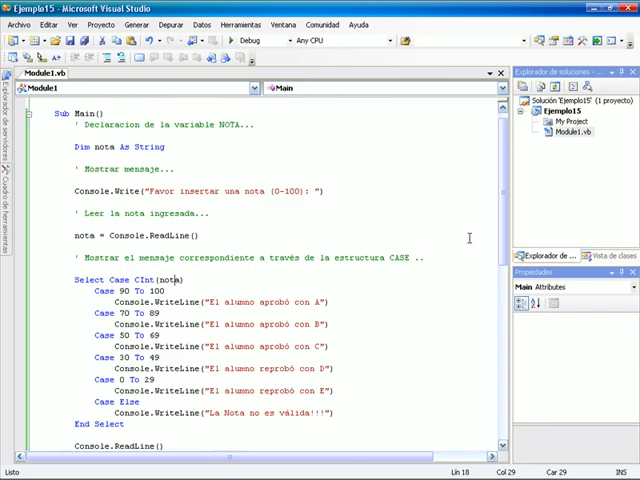 Ejemplo15 - Microsoft Visual Studio
Archivo Editar Ver Proyecto Generar Depurar Datos Herramientas Ventana Comunidad Ayuda
Debug Any CPU
Module1.vb
Module1 Main
Explorador de servidores
Cuadro de herramientas
Sub Main()
' Declaracion de la variable NOTA...
Dim nota As String
' Mostrar mensaje...
Console.Write("Favor insertar una nota (0-100): ")
' Leer la nota ingresada...
nota = Console.ReadLine()
' Mostrar el mensaje correspondiente a través de la estructura CASE ..
Select Case CInt(nota)
Case 90 To 100
Console.WriteLine("El alumno aprobó con A")
Case 70 To 89
Console.WriteLine("El alumno aprobó con B")
Case 50 To 69
Console.WriteLine("El alumno aprobó con C")
Case 30 To 49
Console.WriteLine("El alumno reprobó con D")
Case 0 To 29
Console.WriteLine("El alumno reprobó con E")
Case Else
Console.WriteLine("La Nota no es válida!!!")
End Select
Console.ReadLine()
Explorador de soluciones - ...
Solución 'Ejemplo15' (1 proyecto)
Ejemplo15
My Project
Module1.vb
Explorador de ... Vista de clases
Propiedades
Main Attributes
Listo Lín 18 Col 29 Car 29 INS